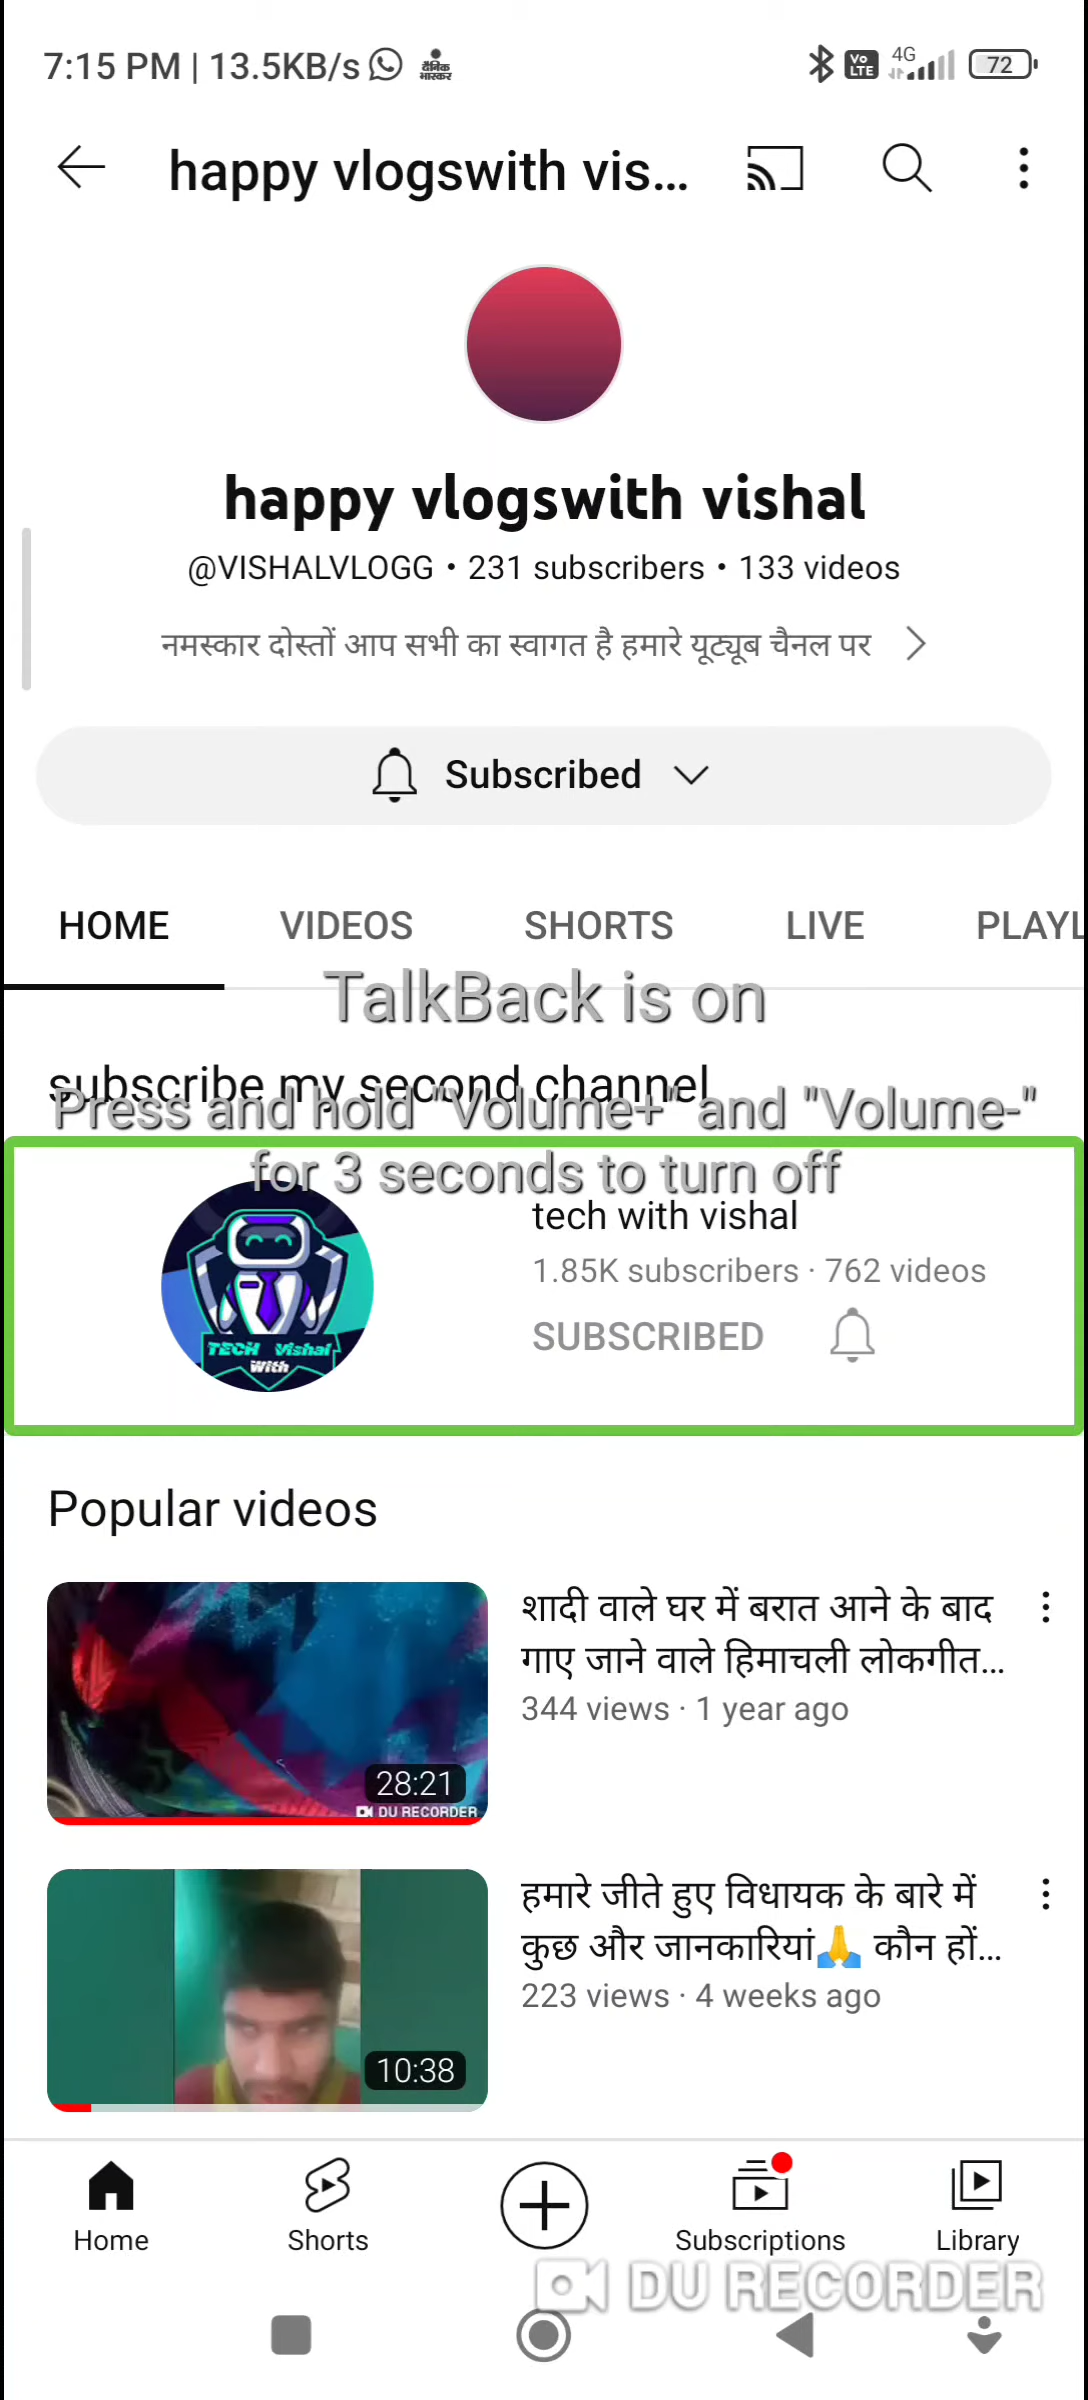 7:15 PM | 13.5KB/s
दैनिक
भास्कर
Vo
LTE
4G
72
happy vlogswith vis...
happy vlogswith vishal
@VISHALVLOGG • 231 subscribers • 133 videos
नमस्कार दोस्तों आप सभी का स्वागत है हमारे यूट्यूब चैनल पर
Subscribed
HOME VIDEOS SHORTS LIVE PLAYL
TalkBack is on
subscribe my second channel
Press and hold "Volume+" and "Volume-"
for 3 seconds to turn off
tech with vishal
1.85K subscribers · 762 videos
SUBSCRIBED
TECH Vishal
With
Popular videos
शादी वाले घर में बरात आने के बाद
गाए जाने वाले हिमाचली लोकगीत...
344 views · 1 year ago
28:21
DU RECORDER
हमारे जीते हुए विधायक के बारे में
कुछ और जानकारियां🙏 कौन हों...
223 views · 4 weeks ago
10:38
Home Shorts Subscriptions Library
DU RECORDER